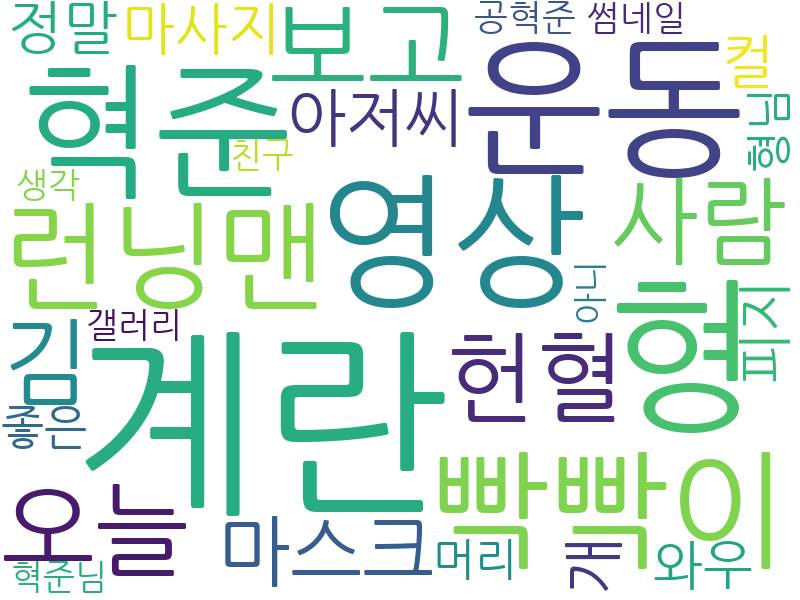 정말 마사지 보고 공혁준 썸네일
컬
혁준 아저씨 운동 형님
친구
생각
런닝맨 영상 사람
아니
김 갤러리 계란 헌혈 형 피지
좋은
오늘 마스크 빡빡이
머리 개 와우
혁준님